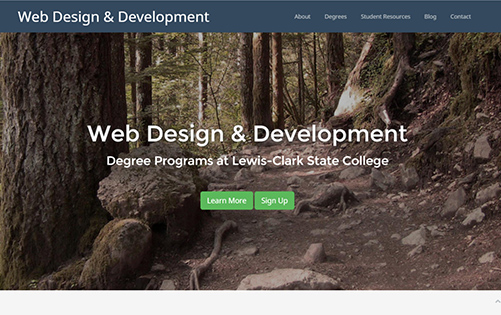 Web Design & Development
About Degrees Student Resources Blog Contact
Web Design & Development
Degree Programs at Lewis-Clark State College
Learn More Sign Up